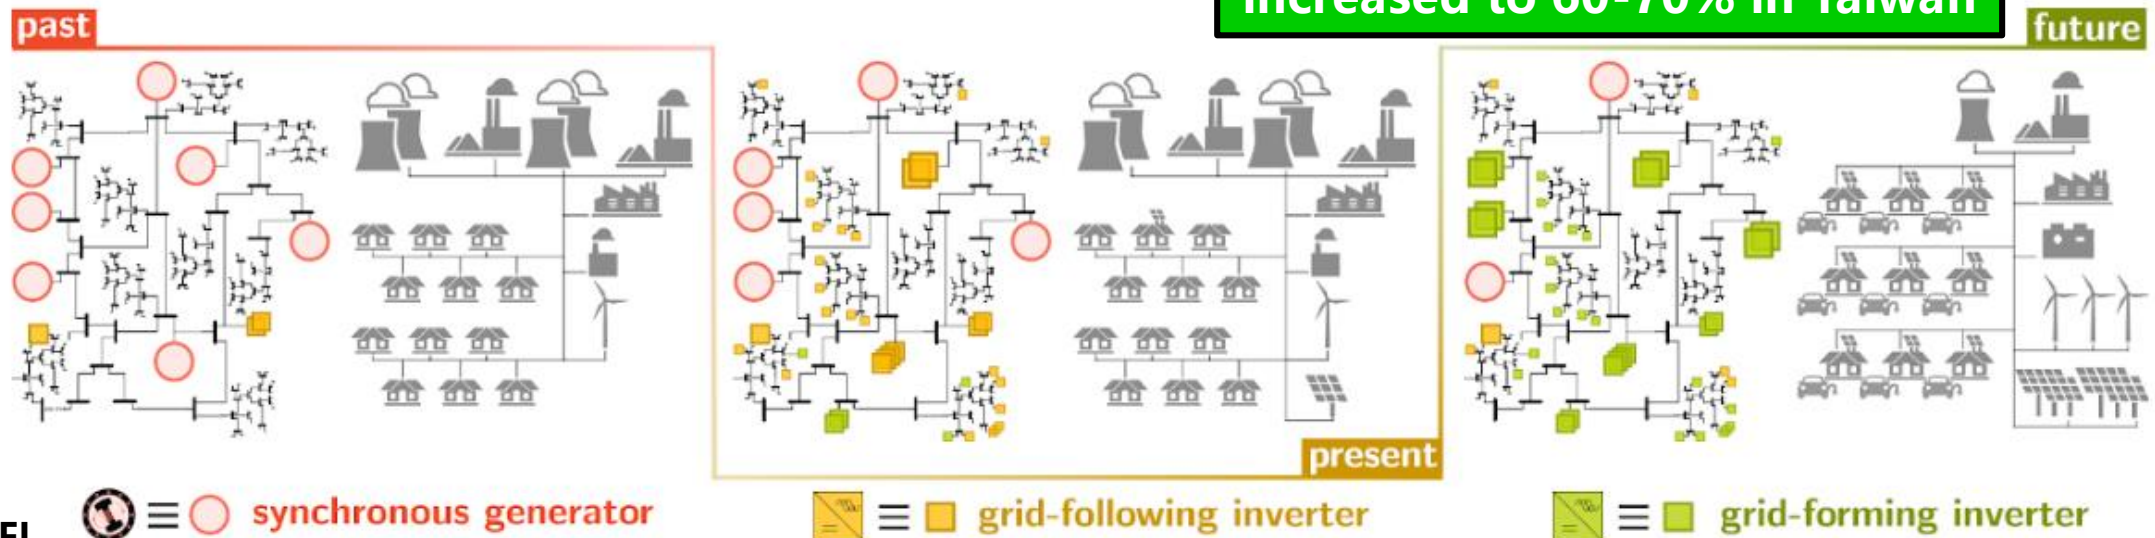 increased to 60-70% in Taiwan
past
future
present
synchronous generator
grid-following inverter
grid-forming inverter